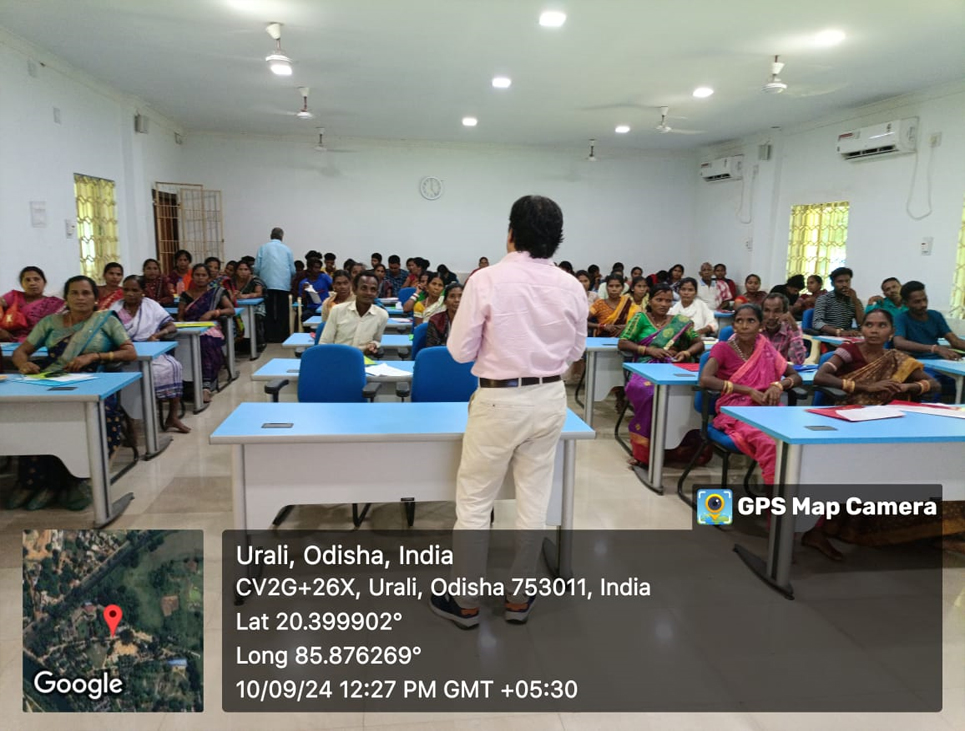 GPS Map Camera
Urali, Odisha, India
CV2G+26X, Urali, Odisha 753011, India
Lat 20.399902°
Long 85.876269°
10/09/24 12:27 PM GMT +05:30
Google